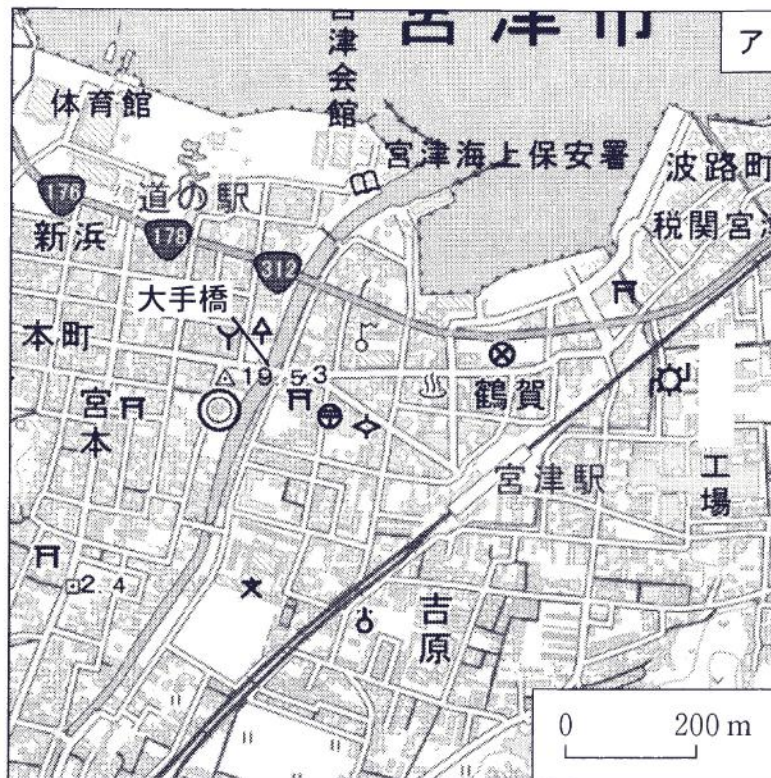 宮津市
ア
宮津会館
体育館
宮津海上保安署
波路町
道の駅
税関宮津
176
新浜
178
312
大手橋
本町
19.5
3
宮本
鶴賀
宮津駅
工場
2.4
吉原
0 200 m